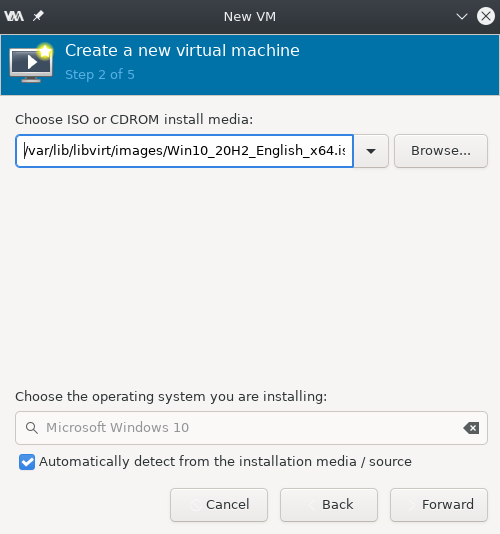 New VM
Create a new virtual machine
Step 2 of 5
Choose ISO or CDROM install media:
/var/lib/libvirt/images/Win10_20H2_English_x64.is
Browse...
Choose the operating system you are installing:
Microsoft Windows 10
Automatically detect from the installation media / source
Cancel
Back
Forward